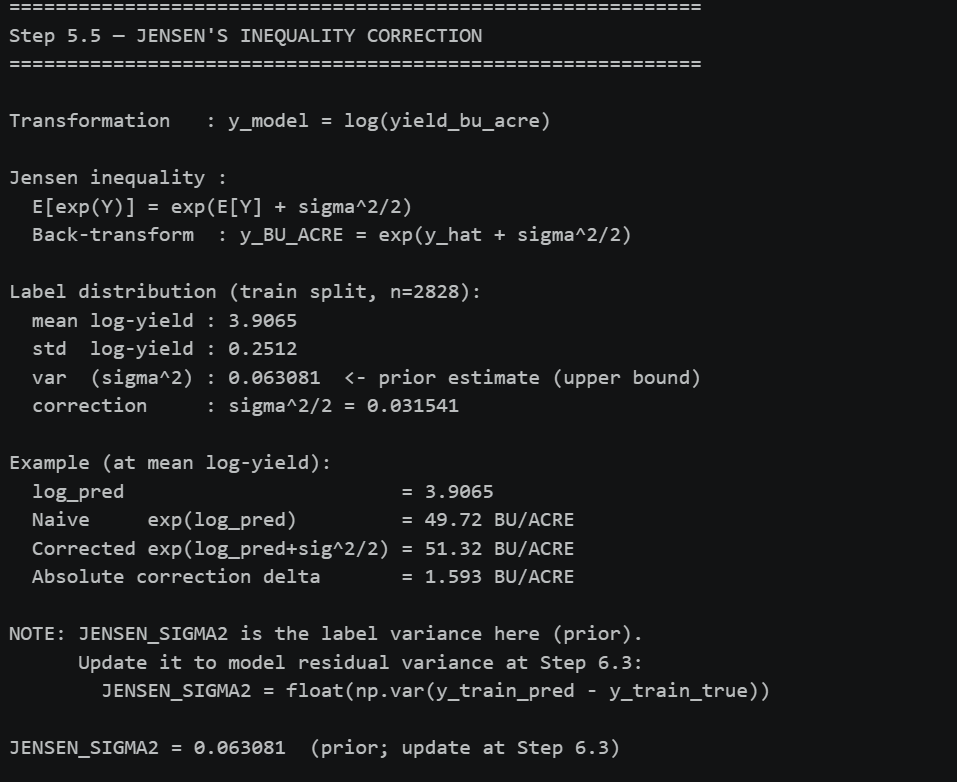 ============================================================
Step 5.5 — JENSEN'S INEQUALITY CORRECTION
============================================================
Transformation   : y_model = log(yield_bu_acre)
Jensen inequality :
  E[exp(Y)] = exp(E[Y] + sigma^2/2)
  Back-transform  : y_BU_ACRE = exp(y_hat + sigma^2/2)
Label distribution (train split, n=2828):
  mean log-yield : 3.9065
  std  log-yield : 0.2512
  var  (sigma^2) : 0.063081  <- prior estimate (upper bound)
  correction     : sigma^2/2 = 0.031541
Example (at mean log-yield):
  log_pred                        = 3.9065
  Naive     exp(log_pred)         = 49.72 BU/ACRE
  Corrected exp(log_pred+sig^2/2) = 51.32 BU/ACRE
  Absolute correction delta       = 1.593 BU/ACRE
NOTE: JENSEN_SIGMA2 is the label variance here (prior).
      Update it to model residual variance at Step 6.3:
        JENSEN_SIGMA2 = float(np.var(y_train_pred - y_train_true))
JENSEN_SIGMA2 = 0.063081  (prior; update at Step 6.3)